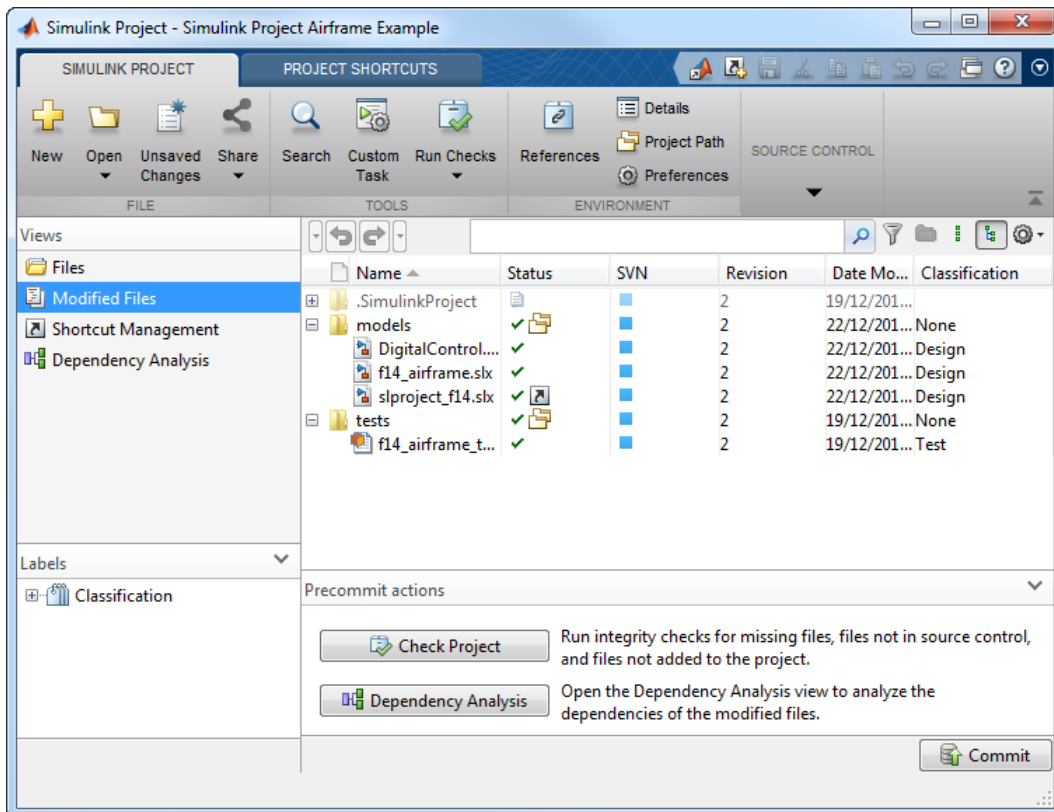 Simulink Project - Simulink Project Airframe Example
SIMULINK PROJECT
PROJECT SHORTCUTS
New
Open
Unsaved
Changes
Share
Search
Custom
Task
Run Checks
References
Details
Project Path
Preferences
SOURCE CONTROL
FILE
TOOLS
ENVIRONMENT
Views
Files
Modified Files
Shortcut Management
Dependency Analysis
Name Status SVN Revision Date Mo... Classification
.SimulinkProject 2 19/12/201...
models 2 22/12/201... None
DigitalControl.... 2 22/12/201... Design
f14_airframe.slx 2 22/12/201... Design
slproject_f14.slx 2 22/12/201... Design
tests 2 19/12/201... None
f14_airframe_t... 2 19/12/201... Test
Labels
Classification
Precommit actions
Check Project
Run integrity checks for missing files, files not in source control,
and files not added to the project.
Dependency Analysis
Open the Dependency Analysis view to analyze the
dependencies of the modified files.
Commit